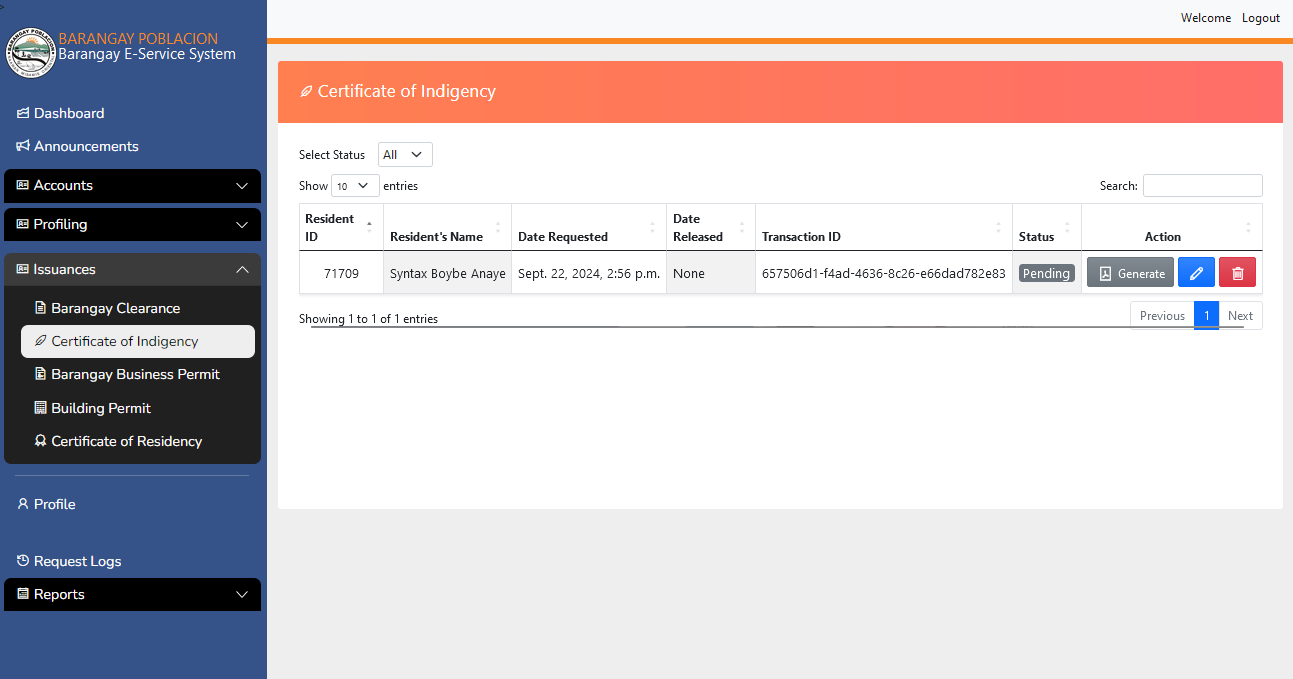 >
Welcome Logout
BARANGAY POBLACION
Barangay E-Service System
Dashboard
Announcements
Accounts
Profiling
Issuances
Barangay Clearance
Certificate of Indigency
Barangay Business Permit
Building Permit
Certificate of Residency
Profile
Request Logs
Reports
Certificate of Indigency
Select Status All
Show 10 entries
Search:
Resident ID Resident's Name Date Requested Date Released Transaction ID Status Action
71709 Syntax Boybe Anaye Sept. 22, 2024, 2:56 p.m. None 657506d1-f4ad-4636-8c26-e66dad782e83 Pending Generate
Showing 1 to 1 of 1 entries
Previous 1 Next